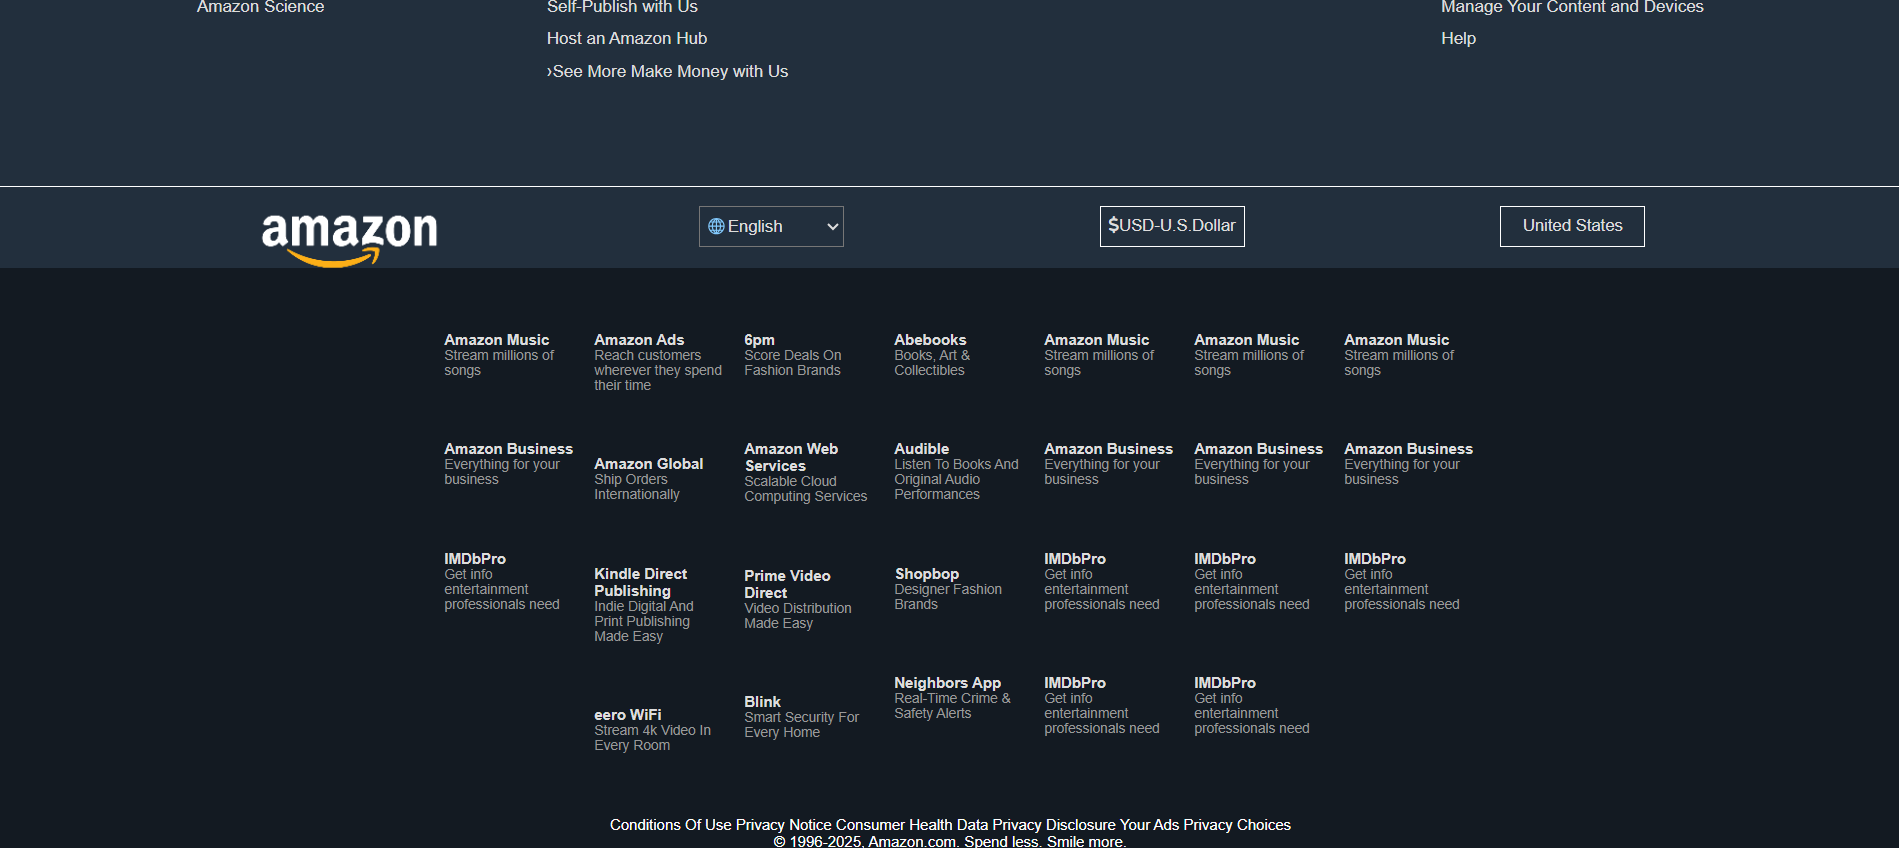 Amazon Science
Self-Publish with Us
Host an Amazon Hub
›See More Make Money with Us
Manage Your Content and Devices
Help
amazon
English
$USD-U.S.Dollar
United States
Amazon Music
Stream millions of
songs
Amazon Ads
Reach customers
wherever they spend
their time
6pm
Score Deals On
Fashion Brands
Abebooks
Books, Art &
Collectibles
Amazon Music
Stream millions of
songs
Amazon Music
Stream millions of
songs
Amazon Music
Stream millions of
songs
Amazon Business
Everything for your
business
Amazon Global
Ship Orders
Internationally
Amazon Web
Services
Scalable Cloud
Computing Services
Audible
Listen To Books And
Original Audio
Performances
Amazon Business
Everything for your
business
Amazon Business
Everything for your
business
Amazon Business
Everything for your
business
IMDbPro
Get info
entertainment
professionals need
Kindle Direct
Publishing
Indie Digital And
Print Publishing
Made Easy
Prime Video
Direct
Video Distribution
Made Easy
Shopbop
Designer Fashion
Brands
IMDbPro
Get info
entertainment
professionals need
IMDbPro
Get info
entertainment
professionals need
IMDbPro
Get info
entertainment
professionals need
eero WiFi
Stream 4k Video In
Every Room
Blink
Smart Security For
Every Home
Neighbors App
Real-Time Crime &
Safety Alerts
IMDbPro
Get info
entertainment
professionals need
IMDbPro
Get info
entertainment
professionals need
Conditions Of Use Privacy Notice Consumer Health Data Privacy Disclosure Your Ads Privacy Choices
© 1996-2025, Amazon.com. Spend less. Smile more.